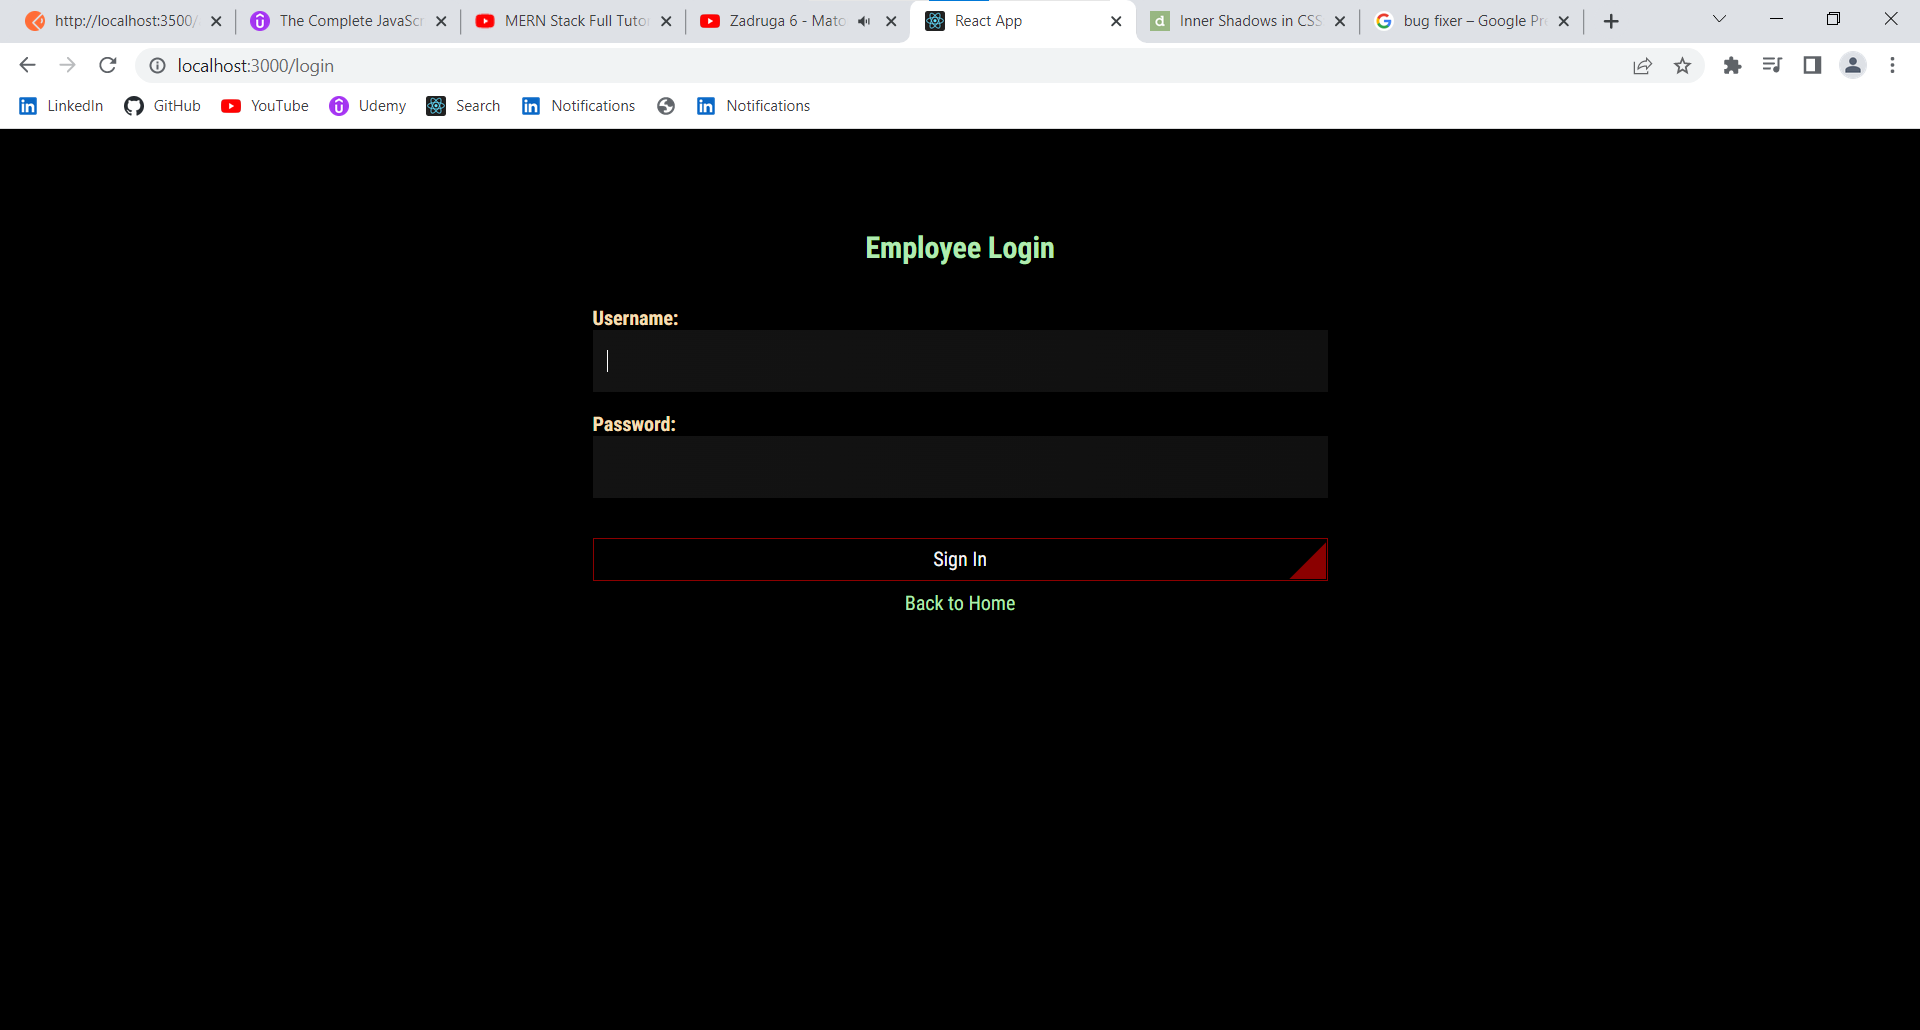 http://localhost:3500/
The Complete JavaScr
MERN Stack Full Tutor
Zadruga 6 - Mato
React App
Inner Shadows in CSS
bug fixer – Google Pr
localhost:3000/login
LinkedIn
GitHub
YouTube
Udemy
Search
Notifications
Notifications
Employee Login
Username:
Password:
Sign In
Back to Home